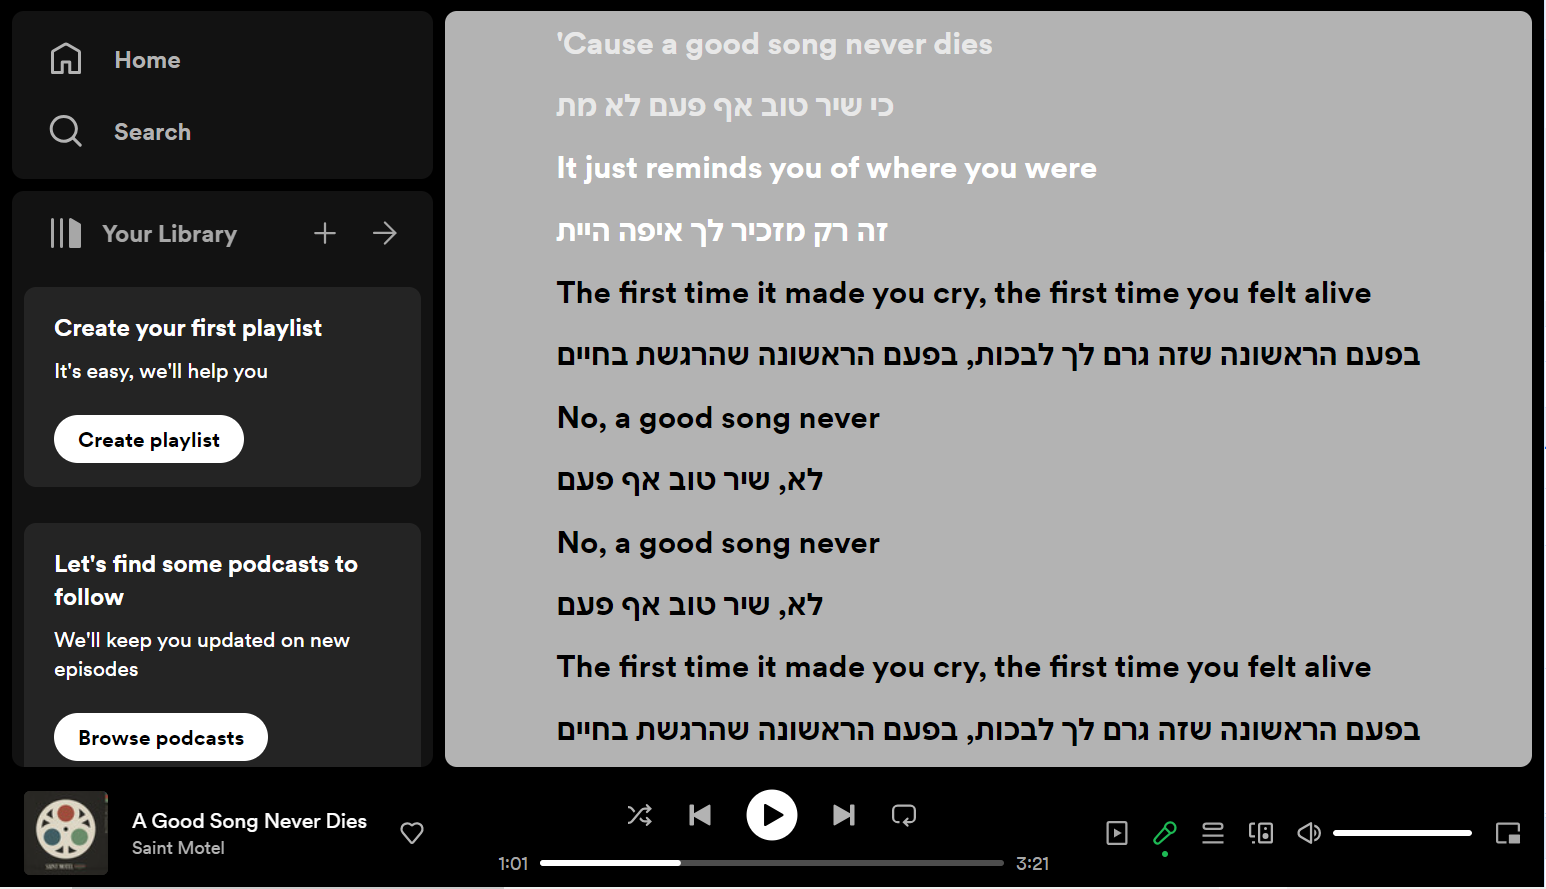 Home
Search
Your Library
Create your first playlist
It's easy, we'll help you
Create playlist
Let's find some podcasts to
follow
We'll keep you updated on new
episodes
Browse podcasts
'Cause a good song never dies
כי שיר טוב אף פעם לא מת
It just reminds you of where you were
זה רק מזכיר לך איפה היית
The first time it made you cry, the first time you felt alive
בפעם הראשונה שזה גרם לך לבכות, בפעם הראשונה שהרגשת בחיים
No, a good song never
לא, שיר טוב אף פעם
No, a good song never
לא, שיר טוב אף פעם
The first time it made you cry, the first time you felt alive
בפעם הראשונה שזה גרם לך לבכות, בפעם הראשונה שהרגשת בחיים
A Good Song Never Dies
Saint Motel
1:01
3:21
SAINT MOTEL